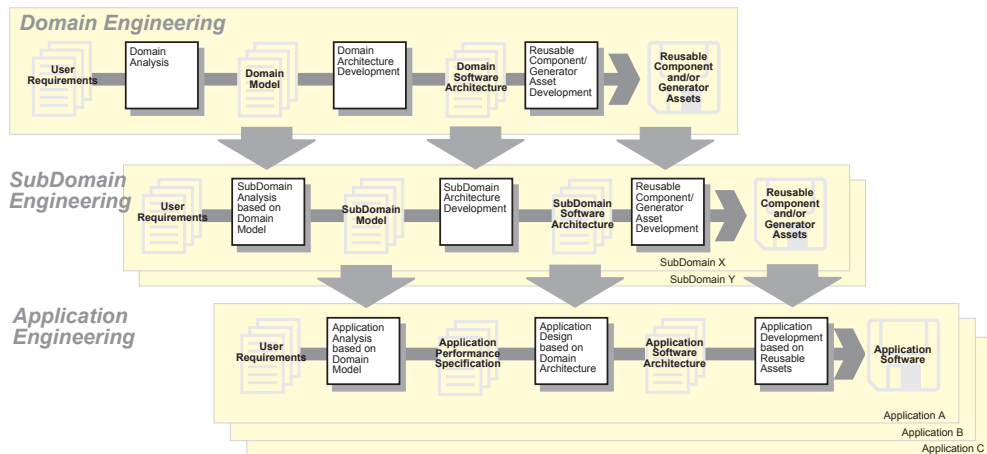 Domain Engineering
User
Requirements
Domain
Analysis
Domain
Model
Domain
Architecture
Development
Domain
Software
Architecture
Reusable
Component/
Generator
Asset
Development
Reusable
Component
and/or
Generator
Assets
SubDomain
Engineering
User
Requirements
SubDomain
Analysis
based on
Domain
Model
SubDomain
Model
SubDomain
Architecture
Development
SubDomain
Software
Architecture
Reusable
Component/
Generator
Asset
Development
Reusable
Component
and/or
Generator
Assets
SubDomain X
SubDomain Y
Application
Engineering
User
Requirements
Application
Analysis
based on
Domain
Model
Application
Performance
Specification
Application
Design
based on
Domain
Architecture
Application
Software
Architecture
Application
Development
based on
Reusable
Assets
Application
Software
Application A
Application B
Application C